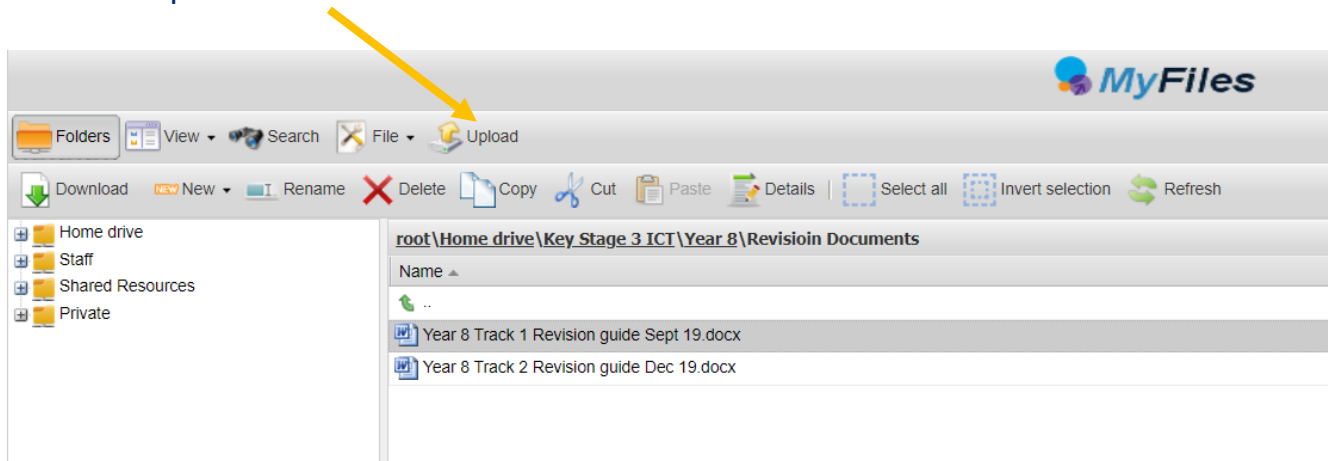 MyFiles
Folders View Search File Upload
Download NEW New Rename Delete Copy Cut Paste Details Select all Invert selection Refresh
Home drive
Staff
Shared Resources
Private
root\Home drive\Key Stage 3 ICT\Year 8\Revisioin Documents
Name
..
Year 8 Track 1 Revision guide Sept 19.docx
Year 8 Track 2 Revision guide Dec 19.docx